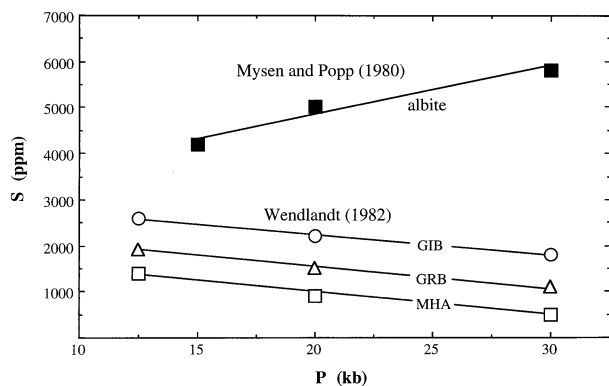 7000
6000
Mysen and Popp (1980)
5000
albite
4000
S (ppm)
3000
Wendlandt (1982)
2000
GIB
GRB
1000
MHA
10 15 20 25 30
P (kb)